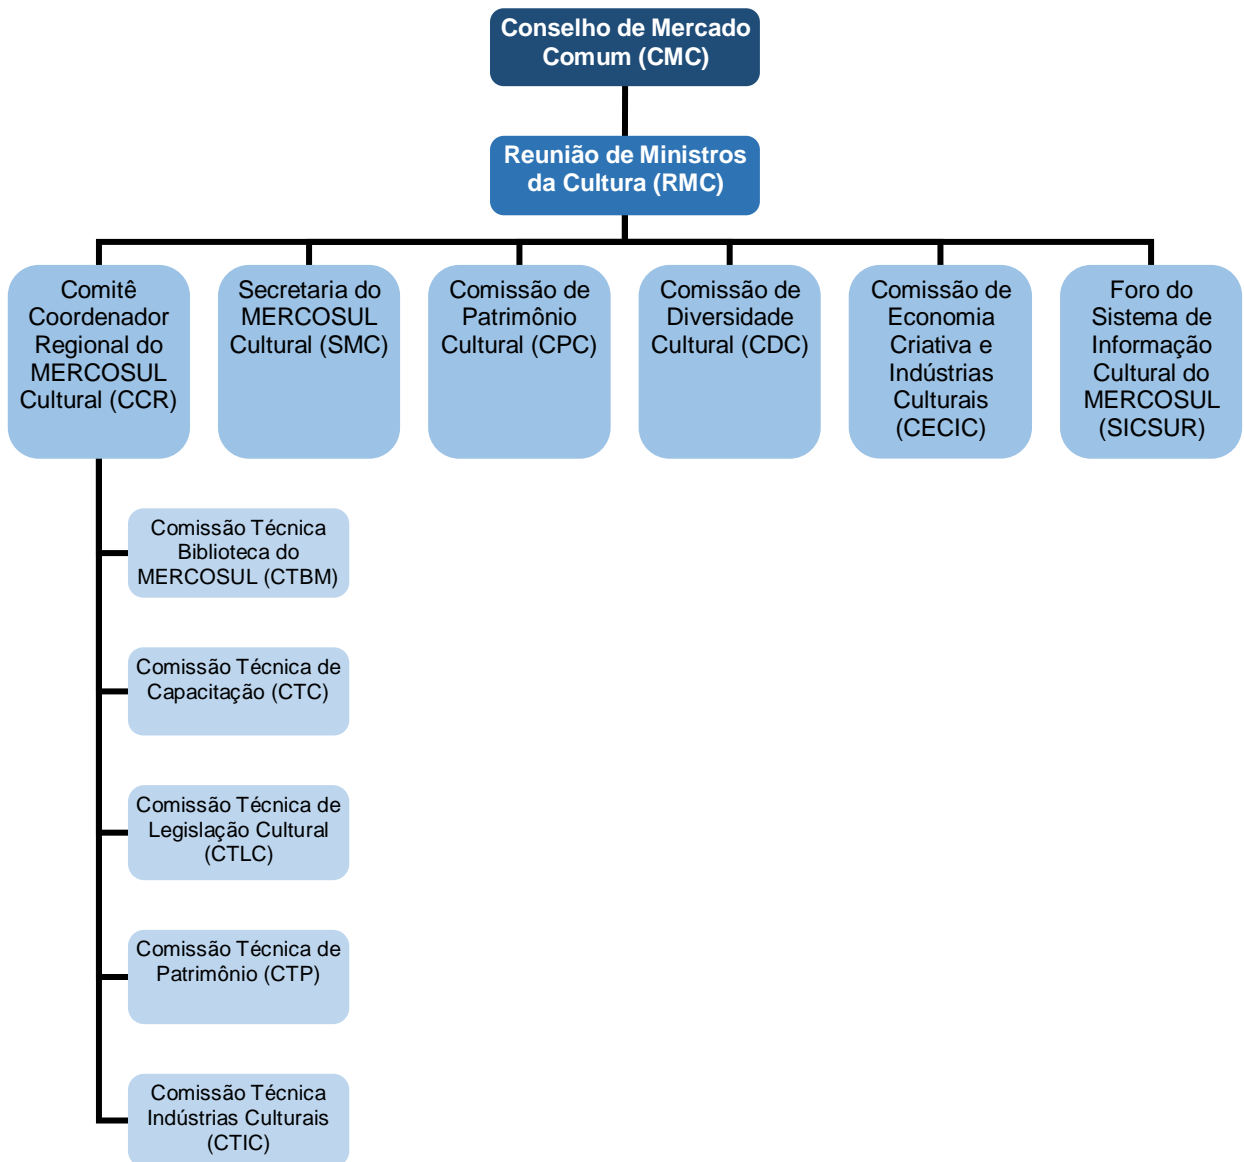 Conselho de Mercado
Comum (CMC)
Reunião de Ministros
da Cultura (RMC)
Comitê
Coordenador
Regional do
MERCOSUL
Cultural (CCR)
Secretaria do
MERCOSUL
Cultural (SMC)
Comissão de
Patrimônio
Cultural (CPC)
Comissão de
Diversidade
Cultural (CDC)
Comissão de
Economia
Criativa e
Indústrias
Culturais
(CECIC)
Foro do
Sistema de
Informação
Cultural do
MERCOSUL
(SICSUR)
Comissão Técnica
Biblioteca do
MERCOSUL (CTBM)
Comissão Técnica de
Capacitação (CTC)
Comissão Técnica de
Legislação Cultural
(CTLC)
Comissão Técnica de
Patrimônio (CTP)
Comissão Técnica
Indústrias Culturais
(CTIC)